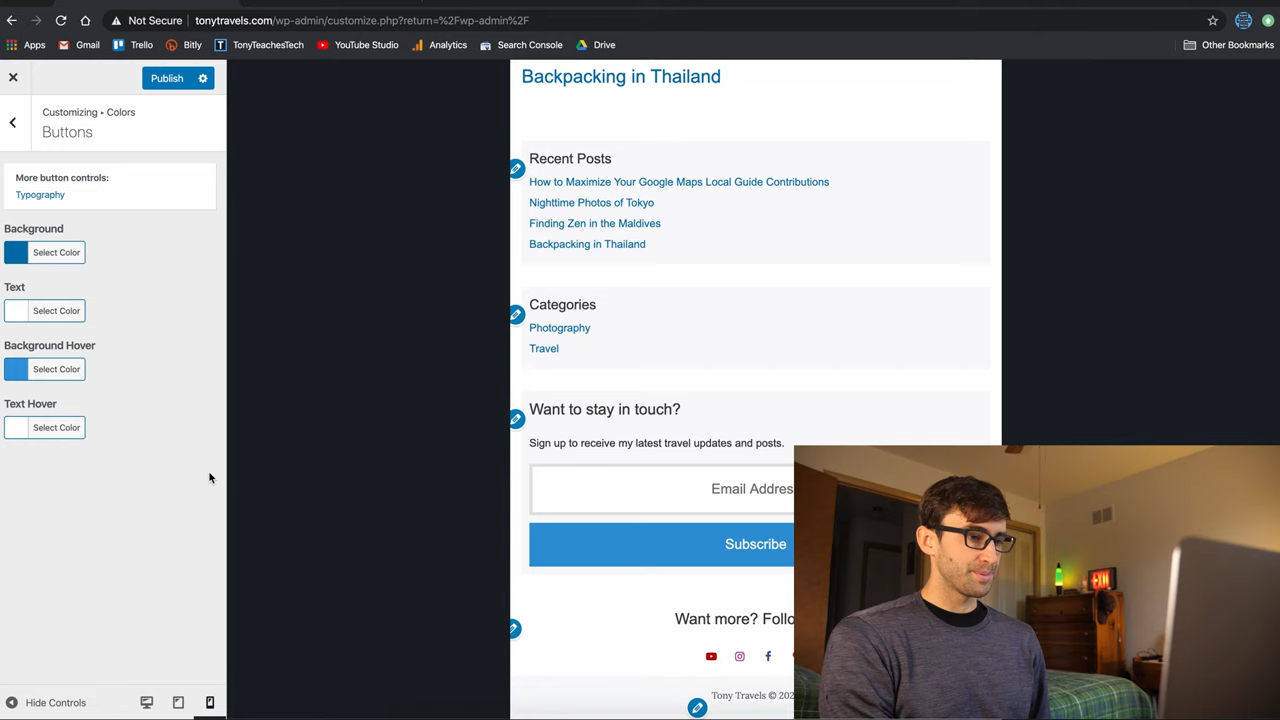 Not Secure tonytravels.com/wp-admin/customize.php?return=%2Fwp-admin%2F
Apps Gmail Trello Bitly TonyTeachesTech YouTube Studio Analytics Search Console Drive Other Bookmarks
Publish
Customizing ▸ Colors
Buttons
More button controls:
Typography
Background
Select Color
Text
Select Color
Background Hover
Select Color
Text Hover
Select Color
Hide Controls
Backpacking in Thailand
Recent Posts
How to Maximize Your Google Maps Local Guide Contributions
Nighttime Photos of Tokyo
Finding Zen in the Maldives
Backpacking in Thailand
Categories
Photography
Travel
Want to stay in touch?
Sign up to receive my latest travel updates and posts.
Email Addres
Subscribe
Want more? Follo
Tony Travels © 202